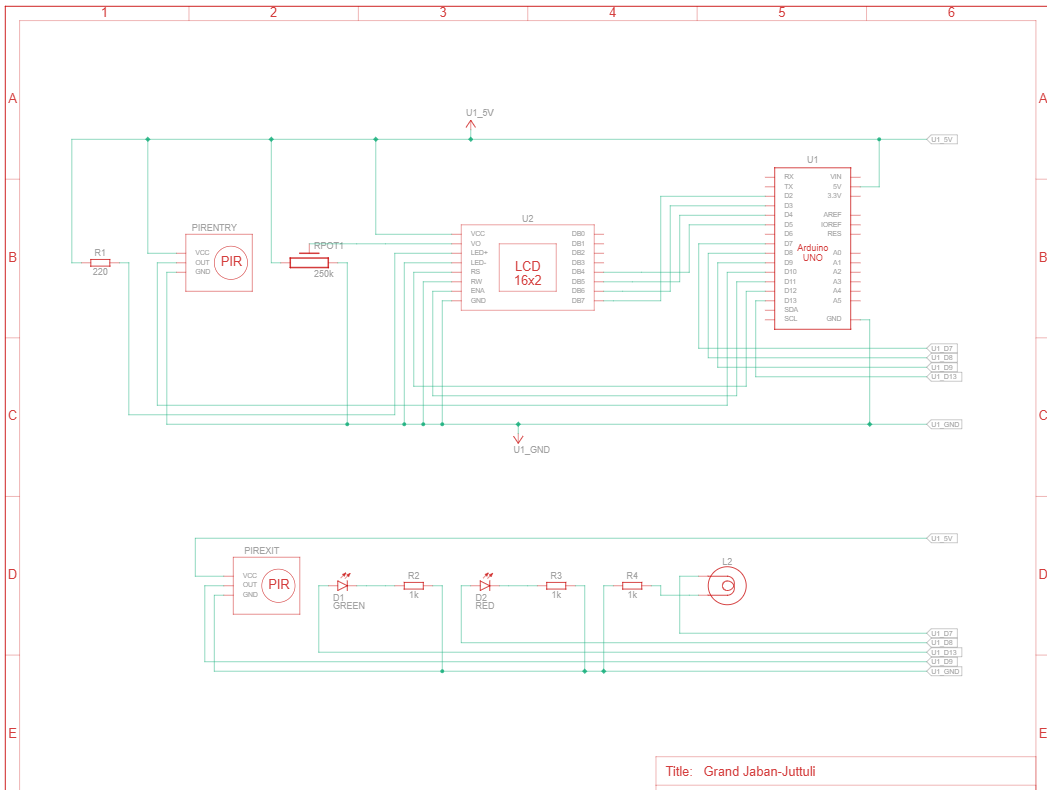 1 2 3 4 5 6
A A
U1_5V
U1_5V
U1
RX VIN
TX 5V
D2 3.3V
D3
D4 AREF
D5 IOREF
D6 RES
D7
D8 A0
D9 A1
D10 A2
D11 A3
D12 A4
D13 A5
SDA
SCL GND
Arduino
UNO
B B
R1
220
PIRENTRY
VCC
OUT
GND
PIR
RPOT1
250k
U2
VCC DB0
VO DB1
LED+ DB2
LED- DB3
RS DB4
RW DB5
ENA DB6
GND DB7
LCD
16x2
U1_D7
U1_D8
U1_D9
U1_D13
C C
U1_GND
U1_GND
U1_5V
D D
PIREXIT
VCC
OUT
GND
PIR
D1
GREEN
R2
1k
D2
RED
R3
1k
R4
1k
L2
U1_D7
U1_D8
U1_D13
U1_D9
U1_GND
E E
Title: Grand Jaban-Juttuli